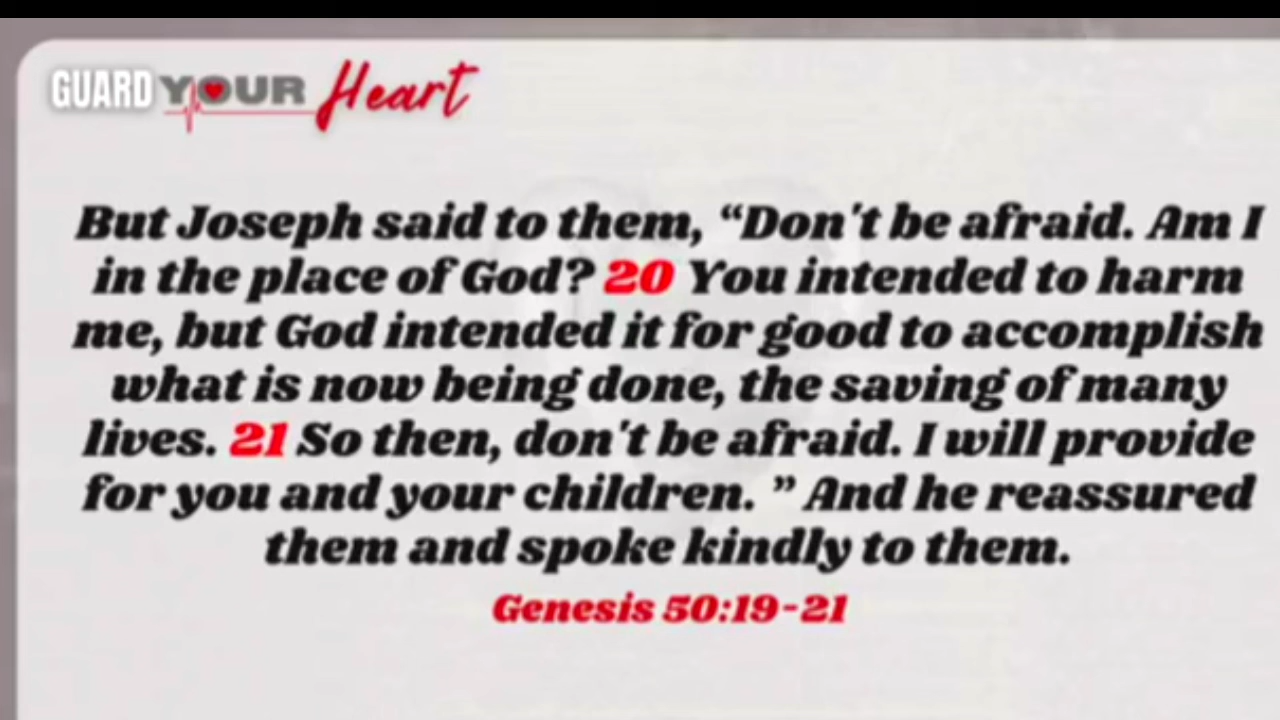 GUARD YOUR Heart
But Joseph said to them, “Don't be afraid. Am I
in the place of God? 20 You intended to harm
me, but God intended it for good to accomplish
what is now being done, the saving of many
lives. 21 So then, don't be afraid. I will provide
for you and your children. ” And he reassured
them and spoke kindly to them.
Genesis 50:19-21